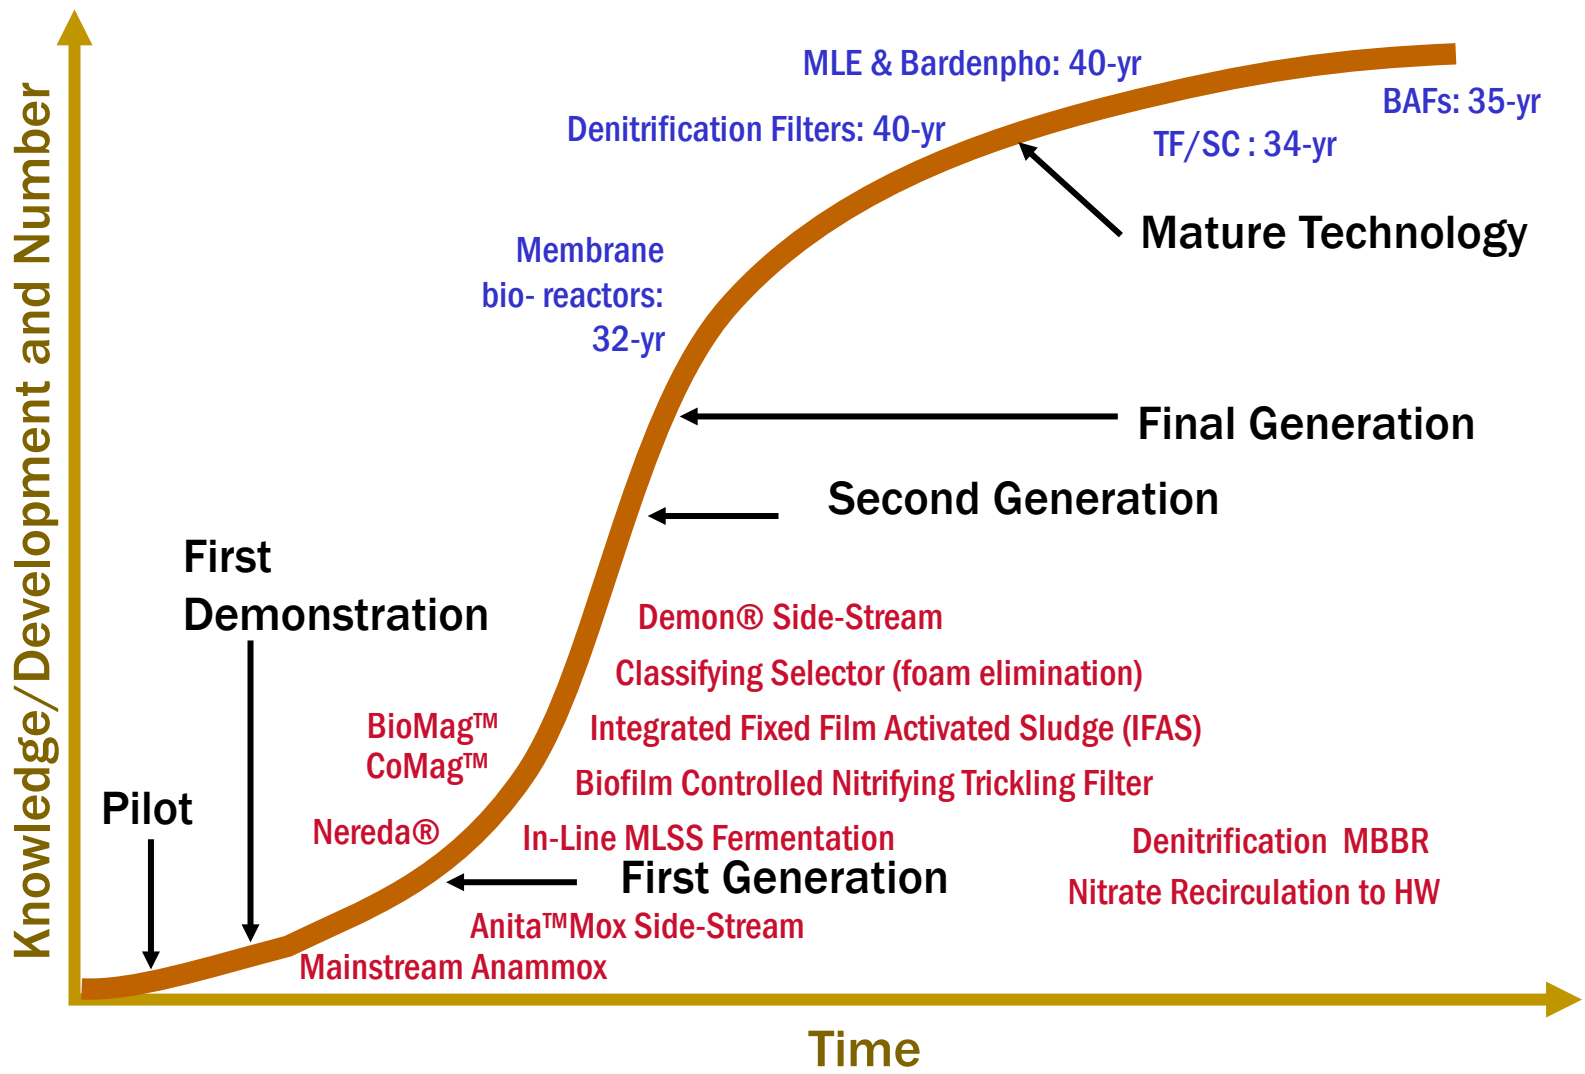 MLE & Bardenpho: 40-yr
BAFs: 35-yr
Denitrification Filters: 40-yr
TF/SC : 34-yr
Mature Technology
Membrane
bio- reactors:
32-yr
Final Generation
Second Generation
First
Demonstration
Demon® Side-Stream
Classifying Selector (foam elimination)
BioMag™
CoMag™
Integrated Fixed Film Activated Sludge (IFAS)
Biofilm Controlled Nitrifying Trickling Filter
Pilot
Nereda®
In-Line MLSS Fermentation
Denitrification MBBR
First Generation
Nitrate Recirculation to HW
Anita™Mox Side-Stream
Mainstream Anammox
Knowledge/Development and Number
Time